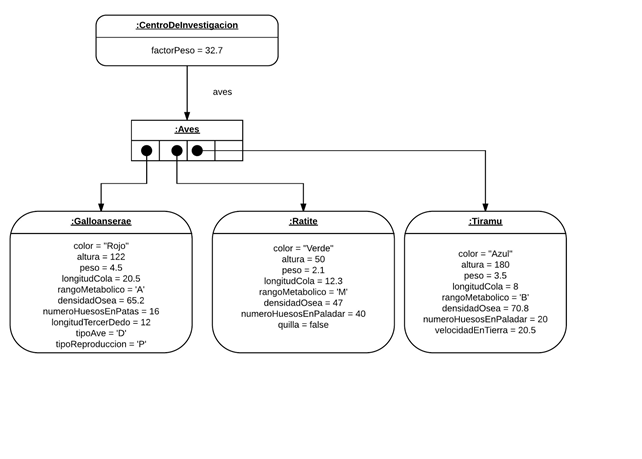 :CentroDeInvestigacion
factorPeso = 32.7
aves
:Aves
:Galloanserae
color = "Rojo"
altura = 122
peso = 4.5
longitudCola = 20.5
rangoMetabolico = 'A'
densidadOsea = 65.2
numeroHuesosEnPatas = 16
longitudTercerDedo = 12
tipoAve = 'D'
tipoReproduccion = 'P'
:Ratite
color = "Verde"
altura = 50
peso = 2.1
longitudCola = 12.3
rangoMetabolico = 'M'
densidadOsea = 47
numeroHuesosEnPaladar = 40
quilla = false
:Tiramu
color = "Azul"
altura = 180
peso = 3.5
longitudCola = 8
rangoMetabolico = 'B'
densidadOsea = 70.8
numeroHuesosEnPaladar = 20
velocidadEnTierra = 20.5